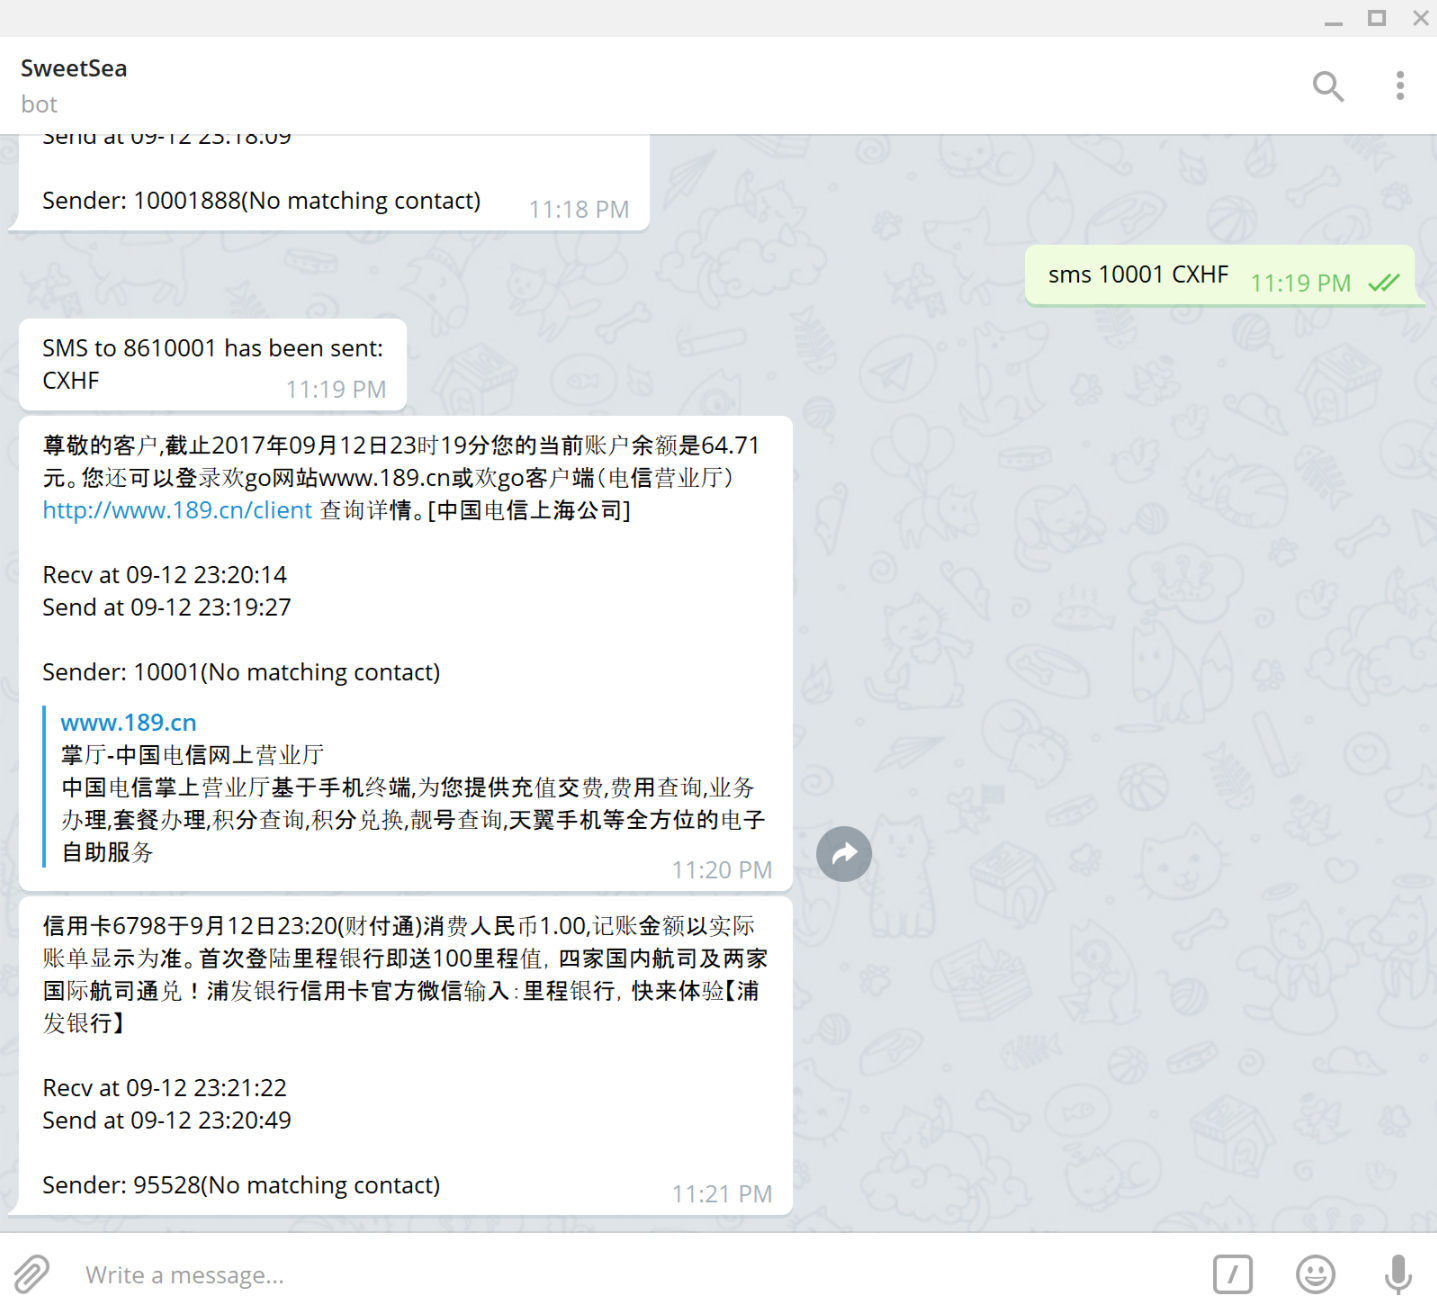 SweetSea
bot
Send at 09-12 23:18:09
Sender: 10001888(No matching contact)
11:18 PM
sms 10001 CXHF
11:19 PM
SMS to 8610001 has been sent:
CXHF
11:19 PM
尊敬的客户,截止2017年09月12日23时19分您的当前账户余额是64.71
元。您还可以登录欢go网站www.189.cn或欢go客户端（电信营业厅）
http://www.189.cn/client 查询详情。[中国电信上海公司]
Recv at 09-12 23:20:14
Send at 09-12 23:19:27
Sender: 10001(No matching contact)
www.189.cn
掌厅-中国电信网上营业厅
中国电信掌上营业厅基于手机终端,为您提供充值交费,费用查询,业务
办理,套餐办理,积分查询,积分兑换,靓号查询,天翼手机等全方位的电子
自助服务
11:20 PM
信用卡6798于9月12日23:20(财付通)消费人民币1.00,记账金额以实际
账单显示为准。首次登陆里程银行即送100里程值，四家国内航司及两家
国际航司通兑！浦发银行信用卡官方微信输入：里程银行，快来体验【浦
发银行】
Recv at 09-12 23:21:22
Send at 09-12 23:20:49
Sender: 95528(No matching contact)
11:21 PM
Write a message...